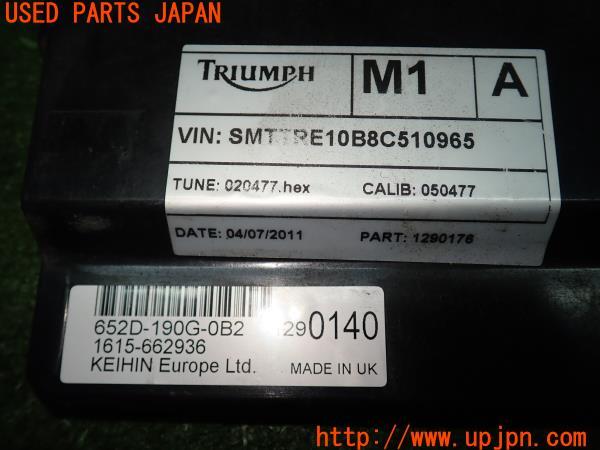 USED PARTS JAPAN
TRIUMPH M1 A
VIN: SMTTRE10B8C510965
TUNE: 020477.hex CALIB: 050477
DATE: 04/07/2011 PART: 1290176
652D-190G-0B2 1290140
1615-662936
KEIHIN Europe Ltd. MADE IN UK
http://www.upjpn.com